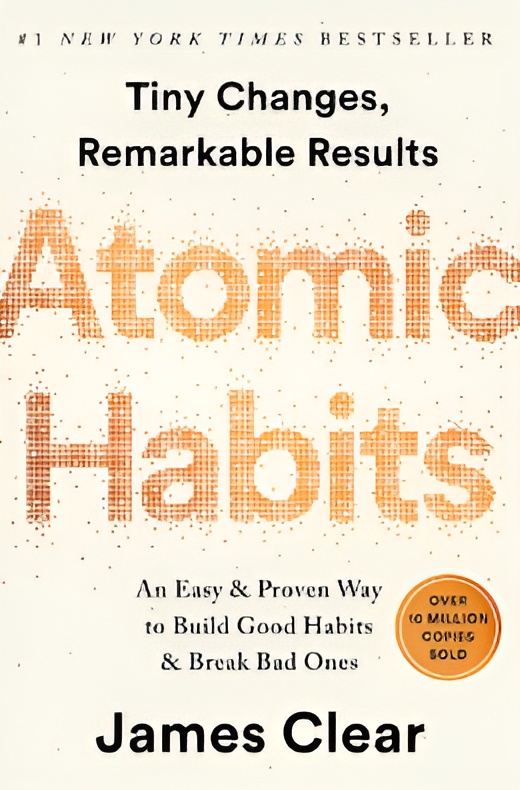 #1 NEW YORK TIMES BESTSELLER
Tiny Changes,
Remarkable Results
Atomic
Habits
An Easy & Proven Way
to Build Good Habits
& Break Bad Ones
OVER
10 MILLION
COPIES
SOLD
James Clear